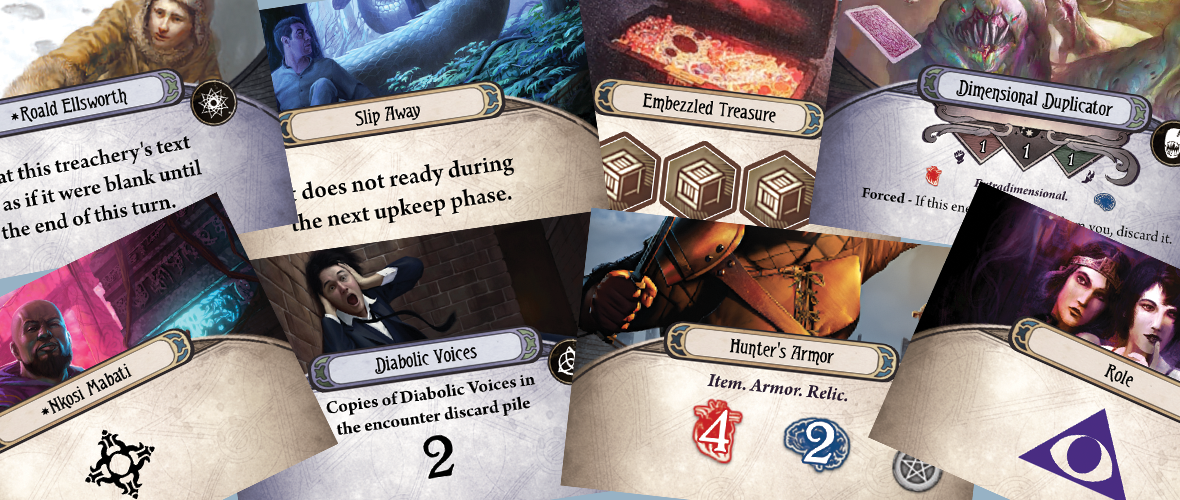 *Roald Ellsworth
at this treachery's text
as if it were blank until
the end of this turn.
Slip Away
does not ready during
the next upkeep phase.
Embezzled Treasure
Dimensional Duplicator
1 1 1
Extradimensional.
Forced - If this
you, discard it.
*Nkosi Mabati
Diabolic Voices
Copies of Diabolic Voices in
the encounter discard pile
2
Hunter's Armor
Item. Armor. Relic.
4 2
Role